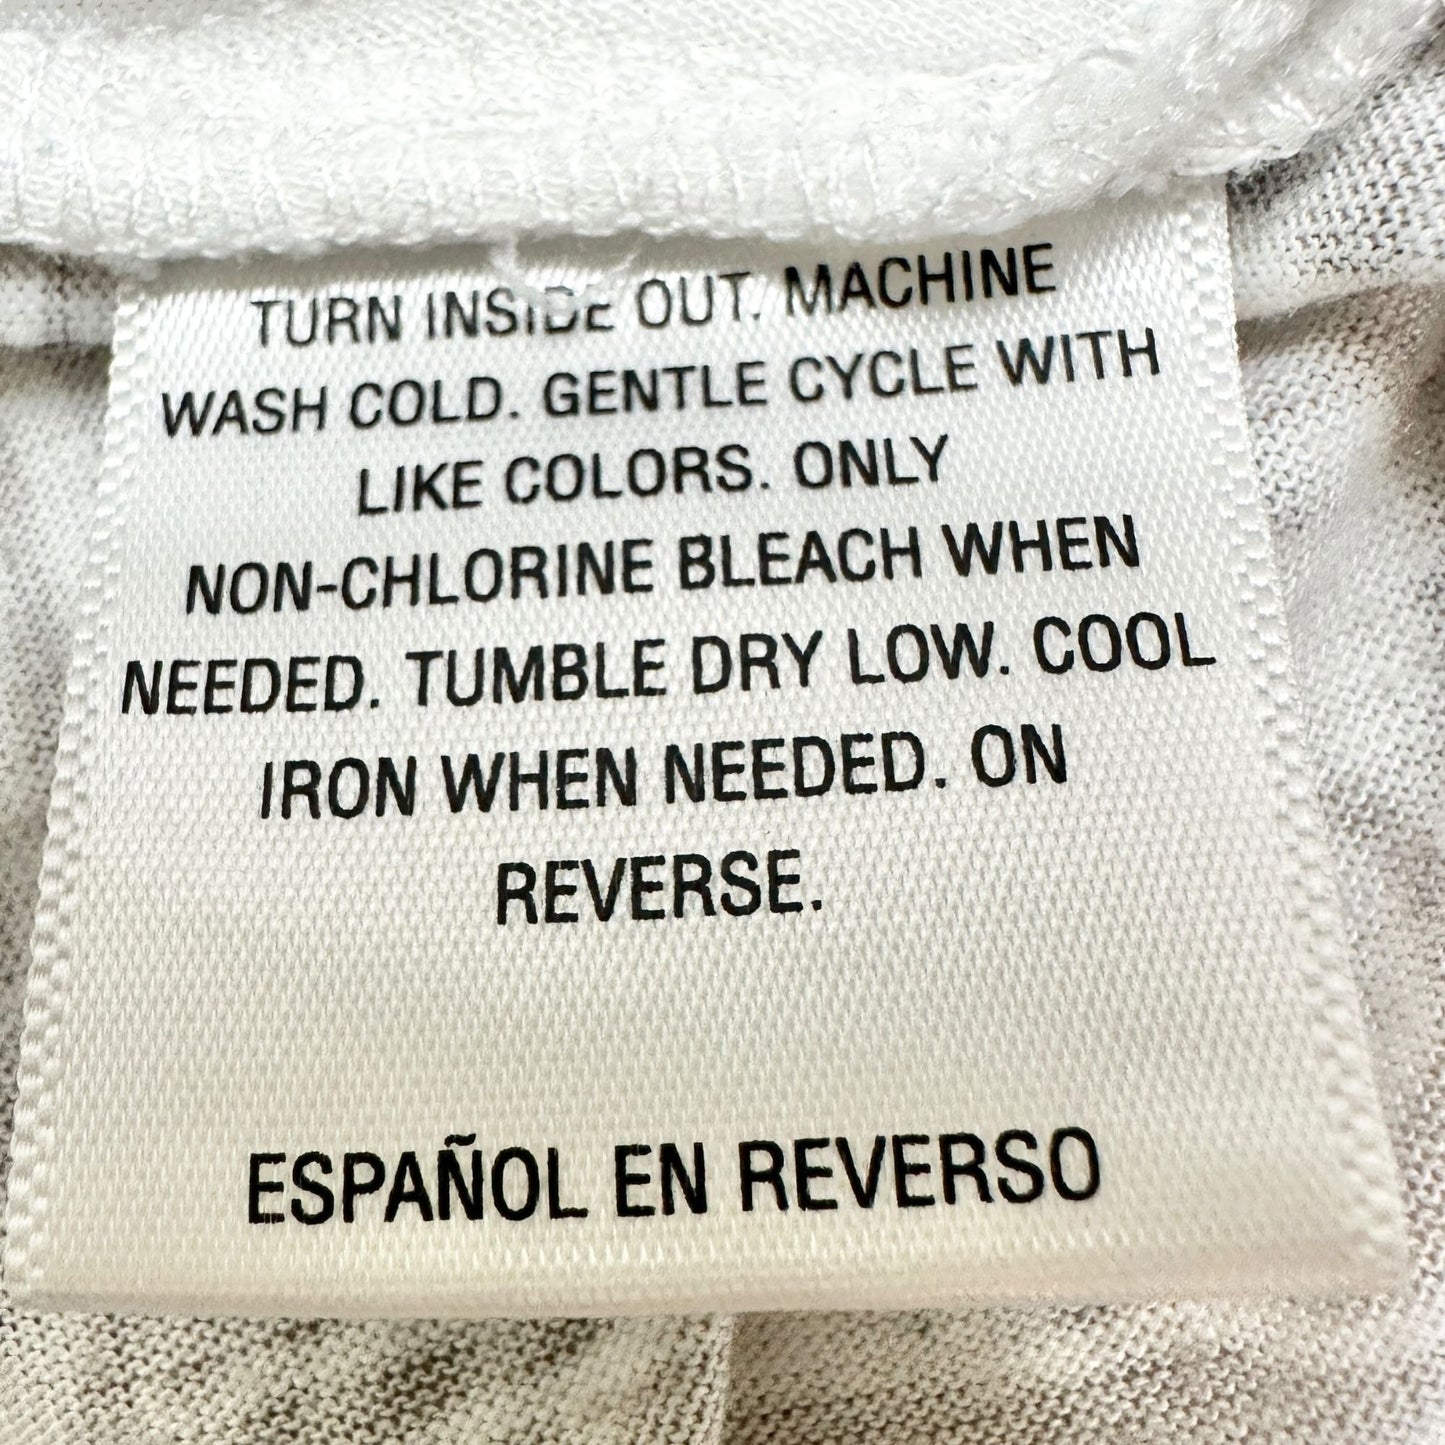 TURN INSIDE OUT. MACHINE
WASH COLD. GENTLE CYCLE WITH
LIKE COLORS. ONLY
NON-CHLORINE BLEACH WHEN
NEEDED. TUMBLE DRY LOW. COOL
IRON WHEN NEEDED. ON
REVERSE.
ESPAÑOL EN REVERSO